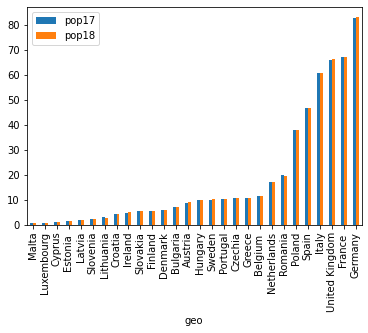 pop17
pop18
80
70
60
50
40
30
20
10
0
Malta
Luxembourg
Cyprus
Estonia
Latvia
Slovenia
Lithuania
Croatia
Ireland
Slovakia
Finland
Denmark
Bulgaria
Austria
Hungary
Sweden
Portugal
Czechia
Greece
Belgium
Netherlands
Romania
Poland
Spain
Italy
United Kingdom
France
Germany
geo